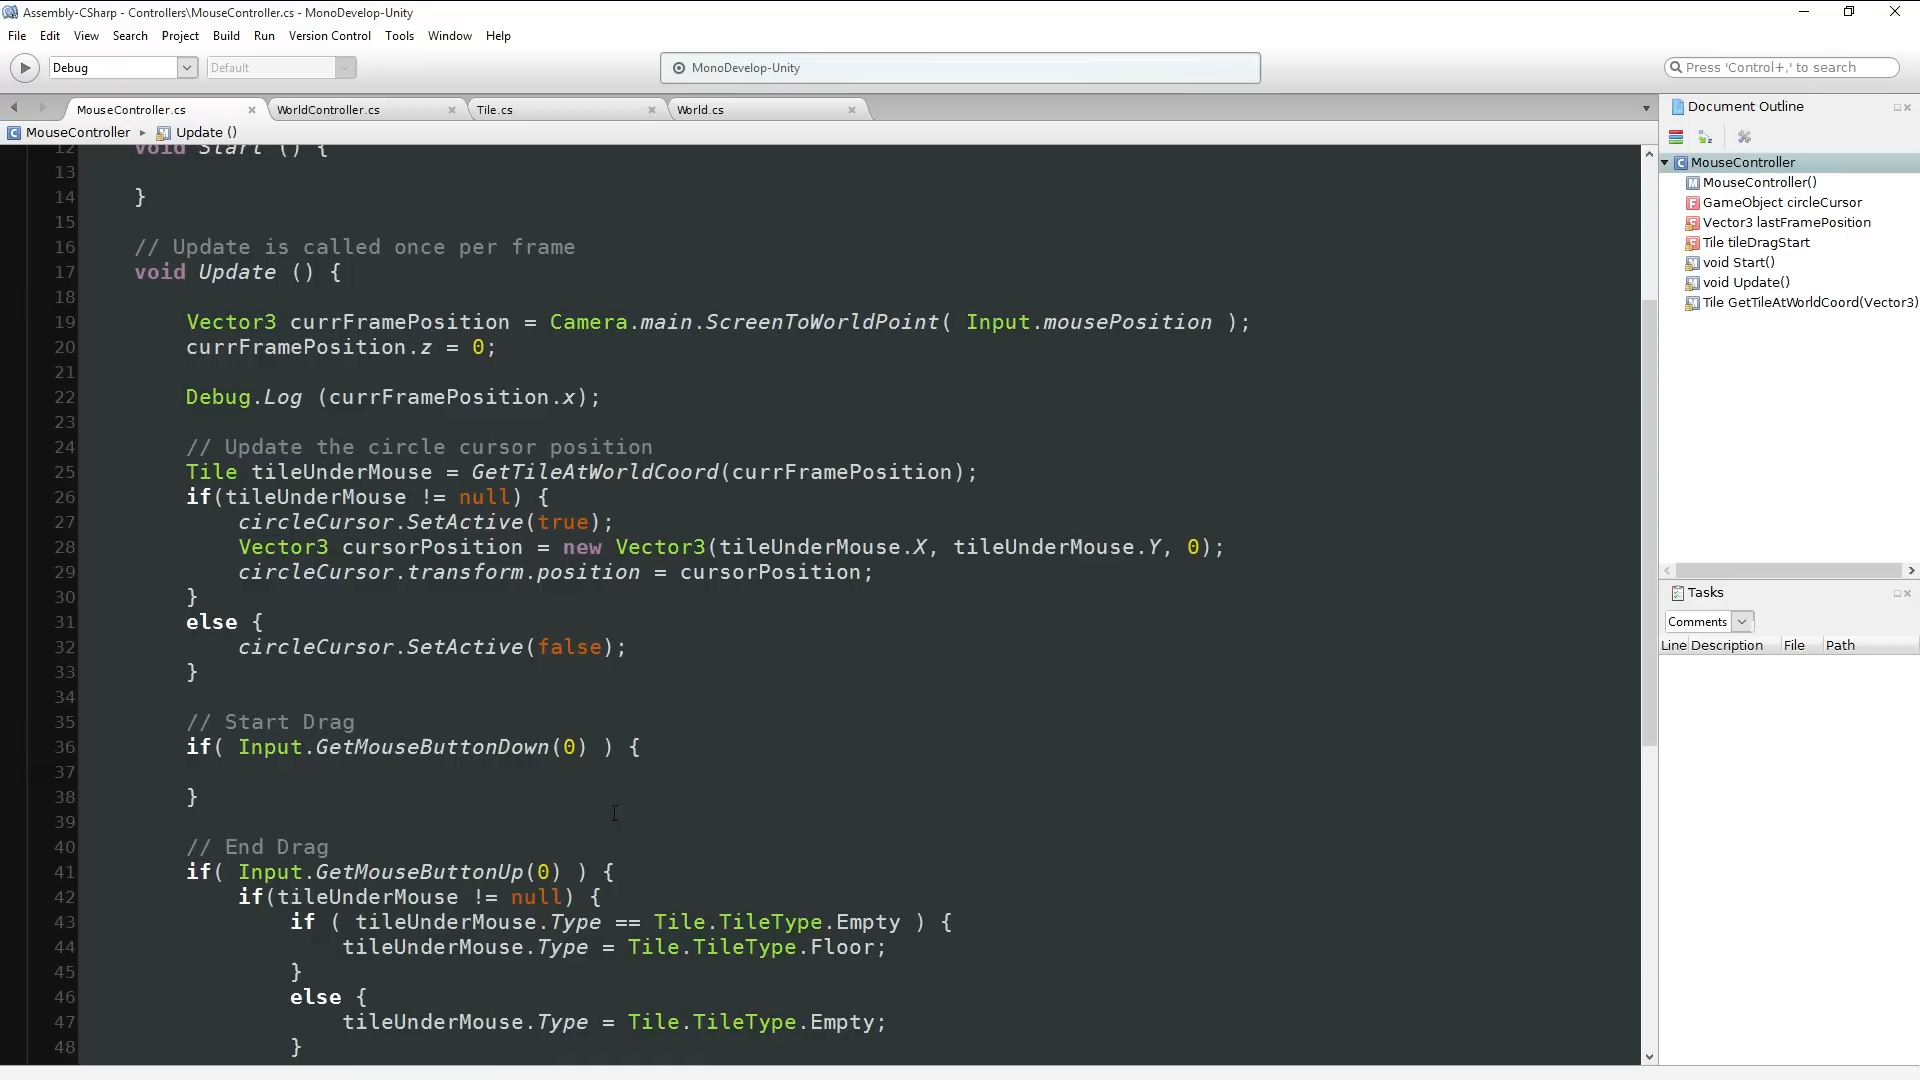 Assembly-CSharp - Controllers\MouseController.cs - MonoDevelop-Unity
File Edit View Search Project Build Run Version Control Tools Window Help
Debug Default MonoDevelop-Unity Press 'Control+,' to search
MouseController.cs WorldController.cs Tile.cs World.cs
MouseController Update ()
12 void Start () {
13
14 }
15
16 // Update is called once per frame
17 void Update () {
18
19 Vector3 currFramePosition = Camera.main.ScreenToWorldPoint( Input.mousePosition );
20 currFramePosition.z = 0;
21
22 Debug.Log (currFramePosition.x);
23
24 // Update the circle cursor position
25 Tile tileUnderMouse = GetTileAtWorldCoord(currFramePosition);
26 if(tileUnderMouse != null) {
27 circleCursor.SetActive(true);
28 Vector3 cursorPosition = new Vector3(tileUnderMouse.X, tileUnderMouse.Y, 0);
29 circleCursor.transform.position = cursorPosition;
30 }
31 else {
32 circleCursor.SetActive(false);
33 }
34
35 // Start Drag
36 if( Input.GetMouseButtonDown(0) ) {
37
38 }
39
40 // End Drag
41 if( Input.GetMouseButtonUp(0) ) {
42 if(tileUnderMouse != null) {
43 if ( tileUnderMouse.Type == Tile.TileType.Empty ) {
44 tileUnderMouse.Type = Tile.TileType.Floor;
45 }
46 else {
47 tileUnderMouse.Type = Tile.TileType.Empty;
48 }
Document Outline
MouseController
MouseController()
GameObject circleCursor
Vector3 lastFramePosition
Tile tileDragStart
void Start()
void Update()
Tile GetTileAtWorldCoord(Vector3)
Tasks
Comments
Line Description File Path